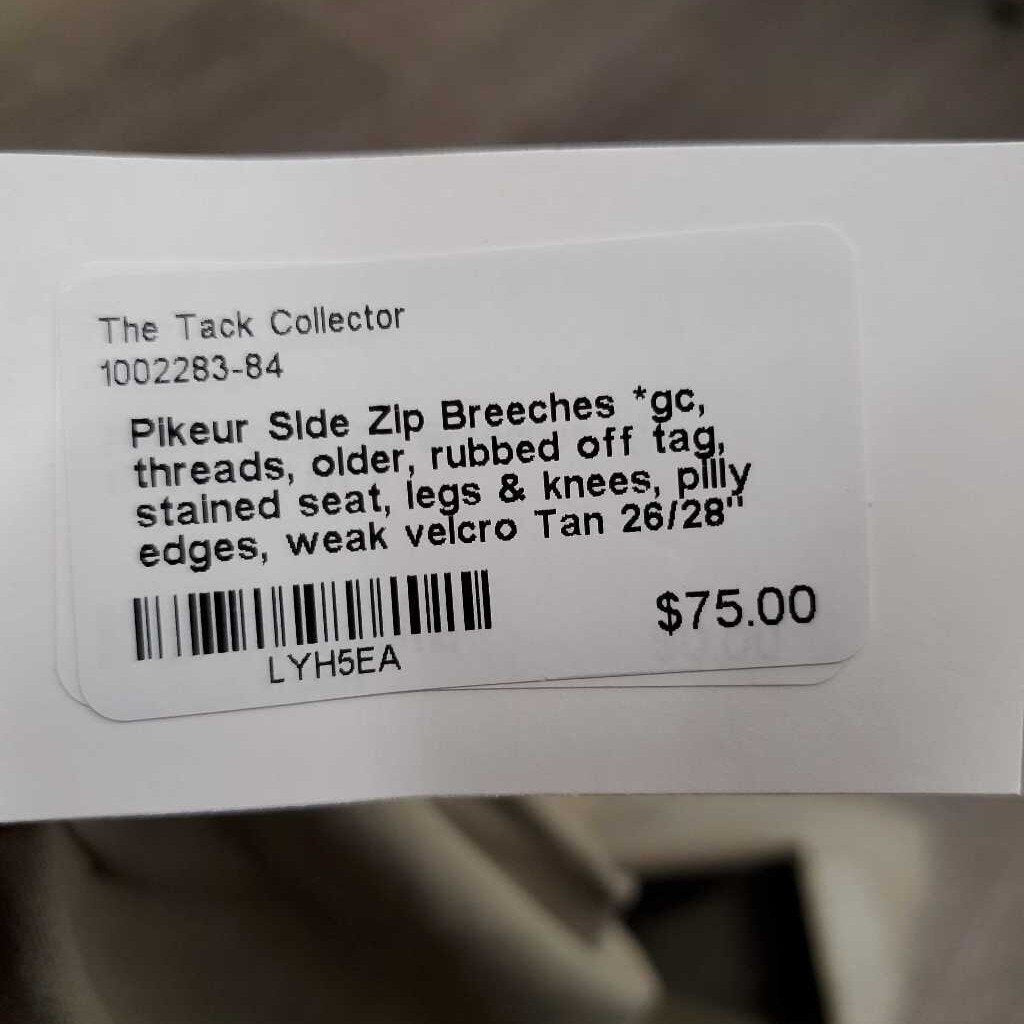 The Tack Collector
1002283-84
Pikeur Side Zip Breeches *gc,
threads, older, rubbed off tag,
stained seat, legs & knees, pilly
edges, weak velcro Tan 26/28"
$75.00
LYH5EA